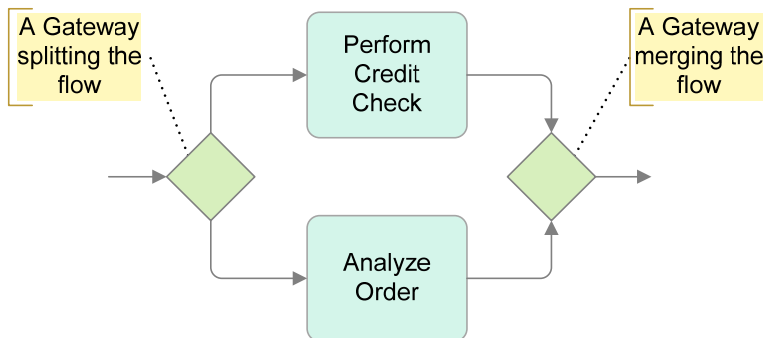 A Gateway
splitting the
flow
Perform
Credit
Check
A Gateway
merging the
flow
Analyze
Order